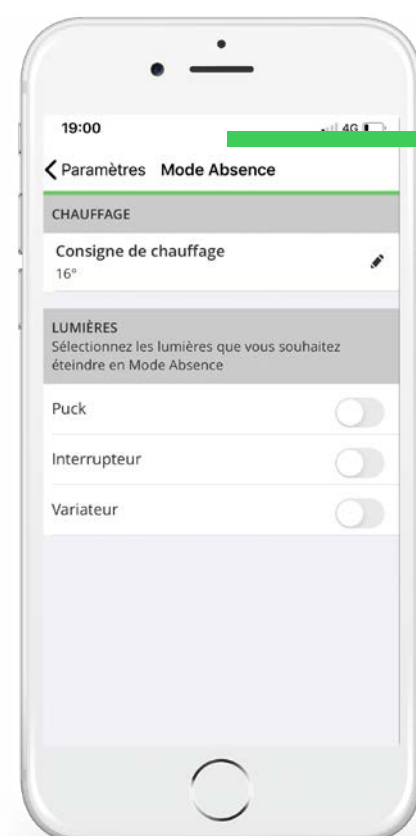 19:00 4G
Paramètres Mode Absence
CHAUFFAGE
Consigne de chauffage
16°
LUMIÈRES
Sélectionnez les lumières que vous souhaitez
éteindre en Mode Absence
Puck
Interrupteur
Variateur